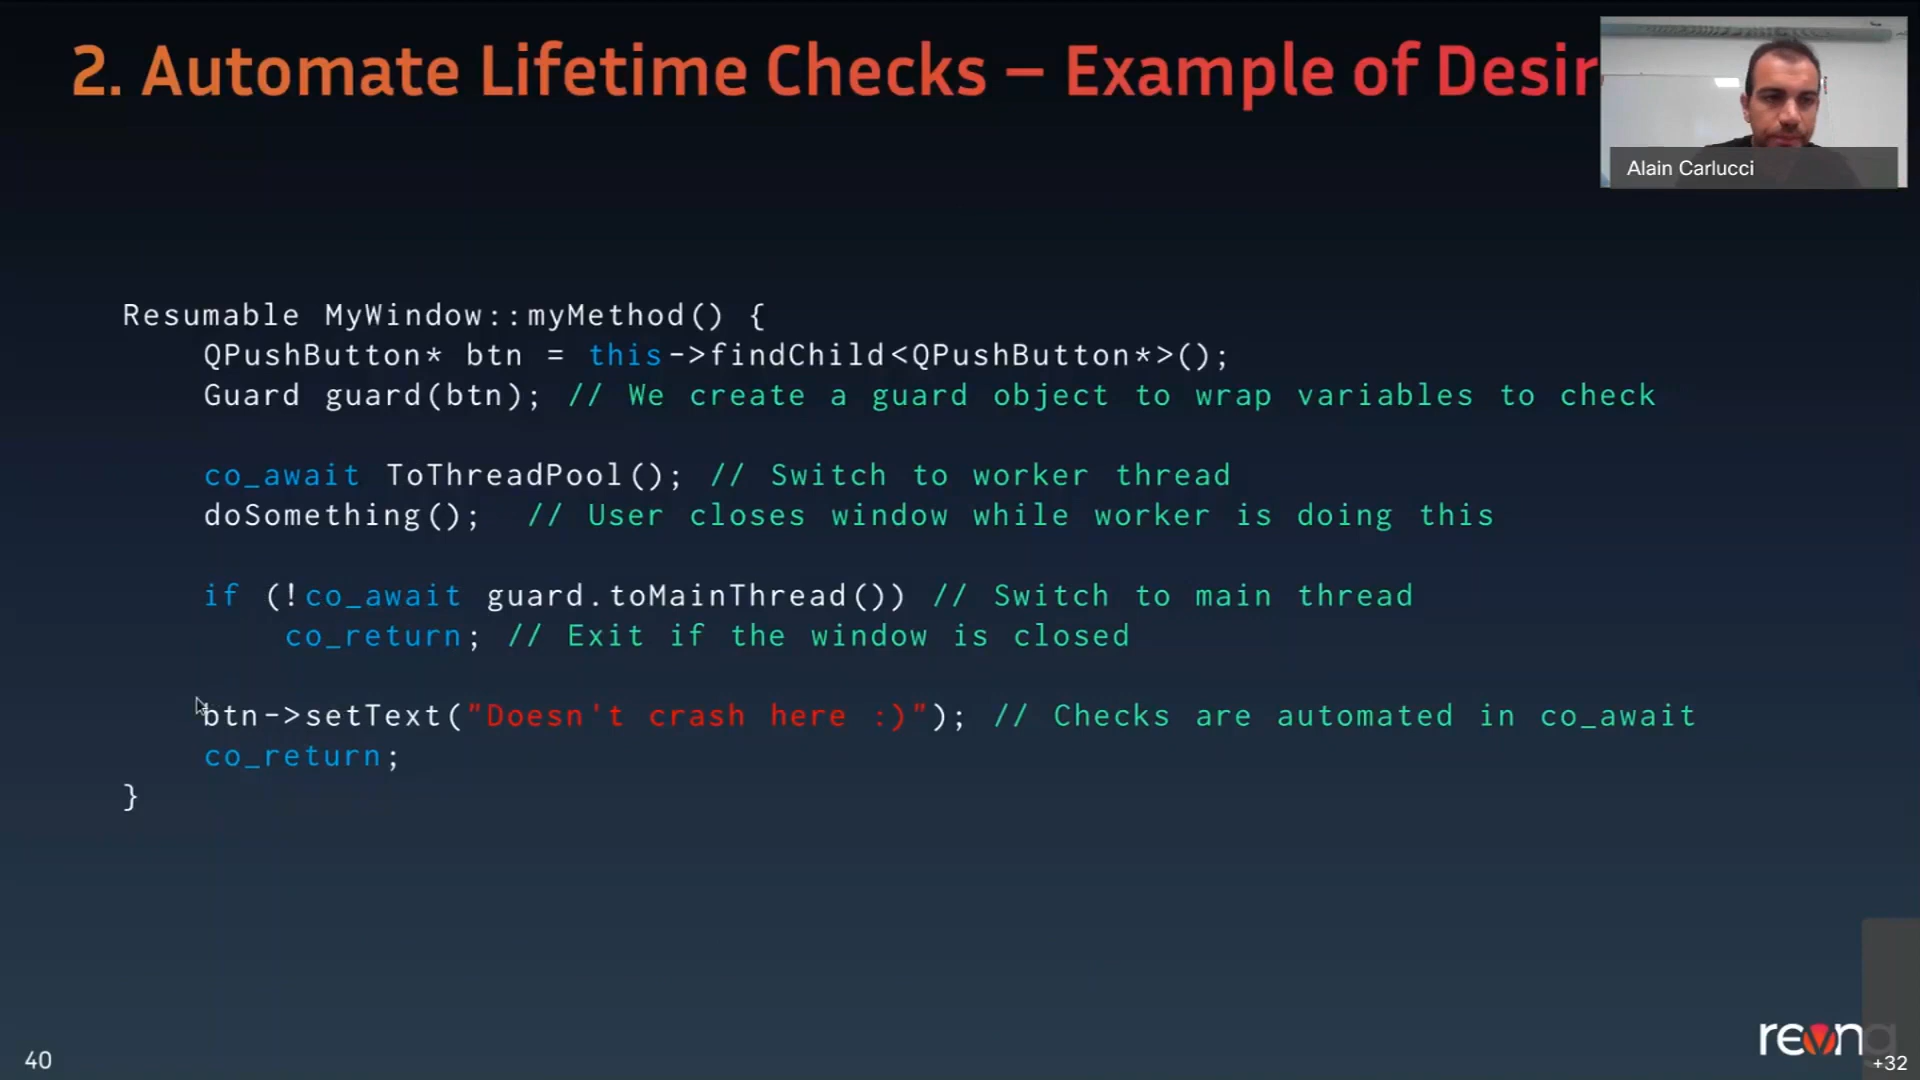 2. Automate Lifetime Checks – Example of Desir
Alain Carlucci
Resumable MyWindow::myMethod() {
QPushButton* btn = this->findChild<QPushButton*>();
Guard guard(btn); // We create a guard object to wrap variables to check
co_await ToThreadPool(); // Switch to worker thread
doSomething(); // User closes window while worker is doing this
if (!co_await guard.toMainThread()) // Switch to main thread
co_return; // Exit if the window is closed
btn->setText("Doesn't crash here :)"); // Checks are automated in co_await
co_return;
}
40
revng
+32